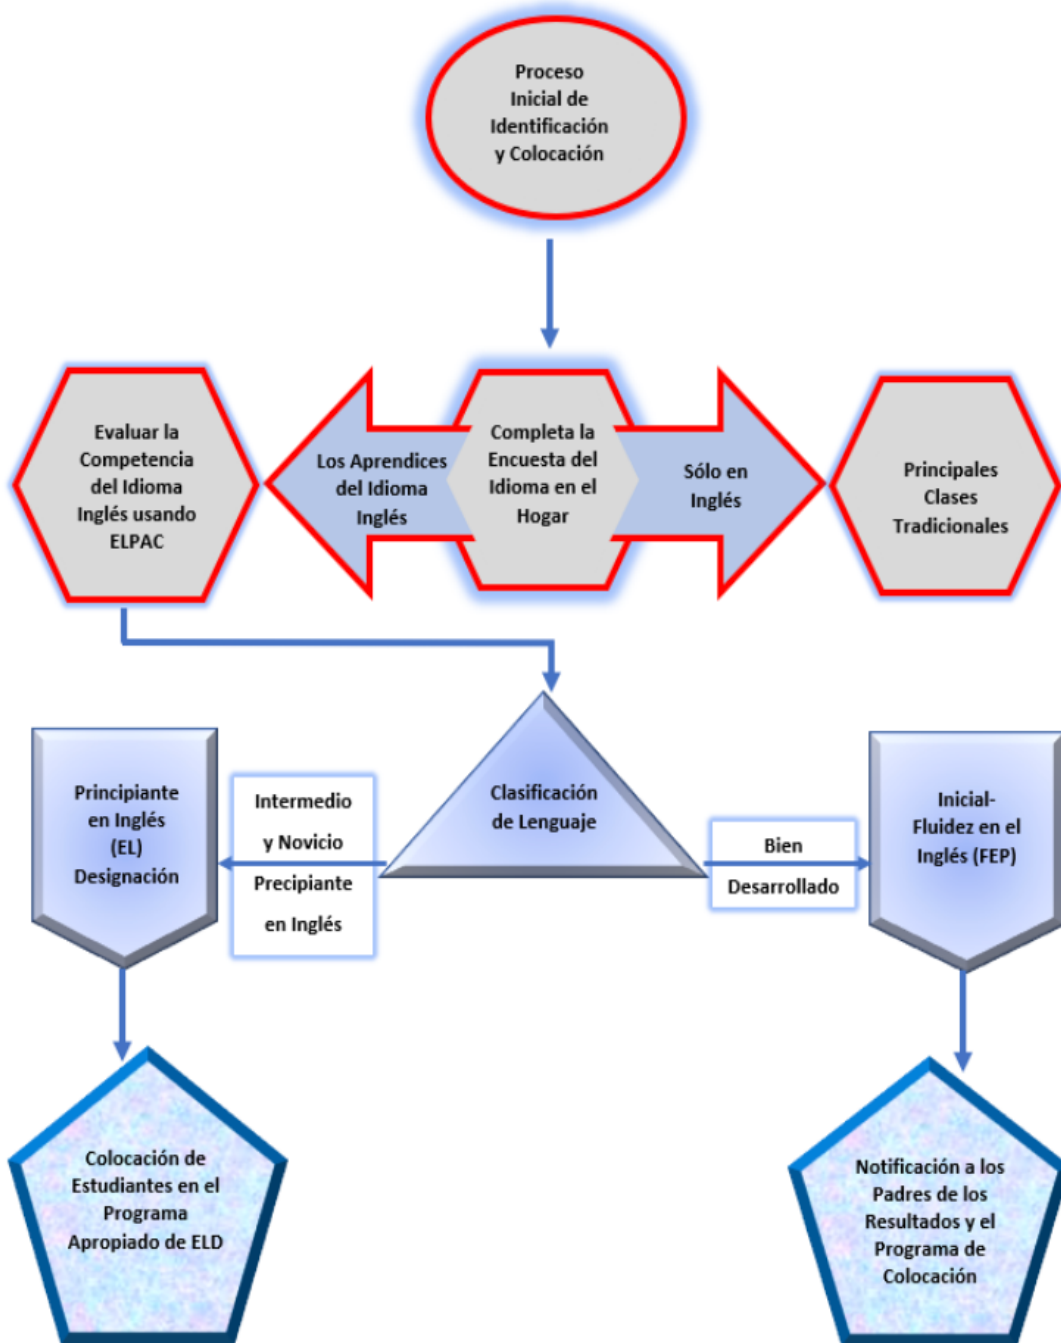 Proceso
Inicial de
Identificación
y Colocación
Evaluar la
Competencia
del Idioma
Inglés usando
ELPAC
Los Aprendices
del Idioma
Inglés
Completa la
Encuesta del
Idioma en el
Hogar
Sólo en
Inglés
Principales
Clases
Tradicionales
Clasificación
de Lenguaje
Principiante
en Inglés
(EL)
Designación
Intermedio
y Novicio
Precipiante
en Inglés
Bien
Desarrollado
Inicial-
Fluidez en el
Inglés (FEP)
Colocación de
Estudiantes en el
Programa
Apropiado de ELD
Notificación a los
Padres de los
Resultados y el
Programa de
Colocación